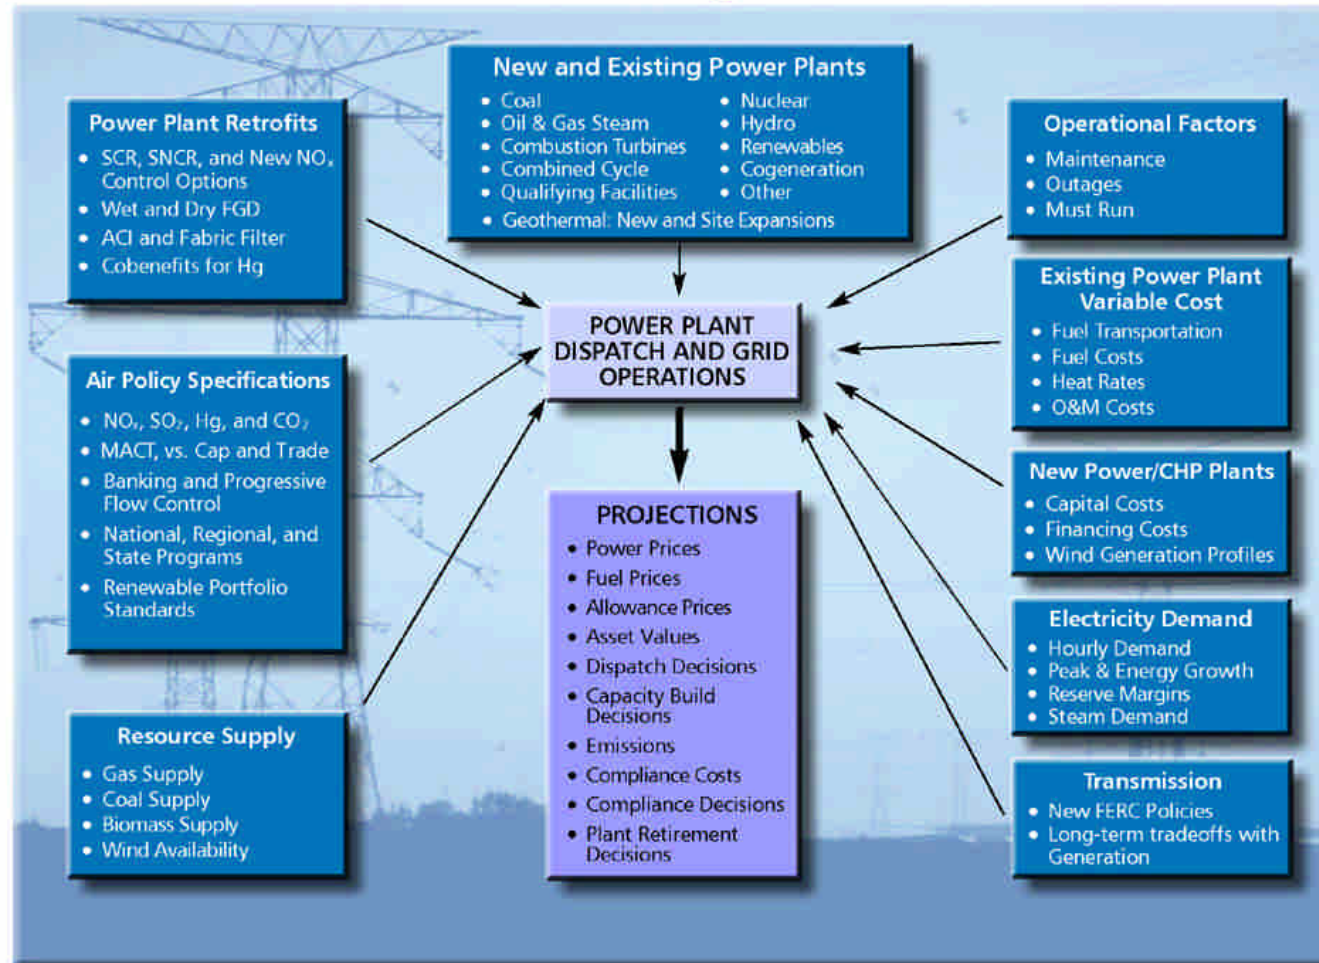 New and Existing Power Plants
• Coal
• Oil & Gas Steam
• Combustion Turbines
• Combined Cycle
• Qualifying Facilities
• Nuclear
• Hydro
• Renewables
• Cogeneration
• Other
• Geothermal: New and Site Expansions
Power Plant Retrofits
• SCR, SNCR, and New NOₓ
Control Options
• Wet and Dry FGD
• ACI and Fabric Filter
• Cobenefits for Hg
Air Policy Specifications
• NOₓ, SO₂, Hg, and CO₂
• MACT, vs. Cap and Trade
• Banking and Progressive
Flow Control
• National, Regional, and
State Programs
• Renewable Portfolio
Standards
Resource Supply
• Gas Supply
• Coal Supply
• Biomass Supply
• Wind Availability
POWER PLANT
DISPATCH AND GRID
OPERATIONS
PROJECTIONS
• Power Prices
• Fuel Prices
• Allowance Prices
• Asset Values
• Dispatch Decisions
• Capacity Build
Decisions
• Emissions
• Compliance Costs
• Compliance Decisions
• Plant Retirement
Decisions
Operational Factors
• Maintenance
• Outages
• Must Run
Existing Power Plant
Variable Cost
• Fuel Transportation
• Fuel Costs
• Heat Rates
• O&M Costs
New Power/CHP Plants
• Capital Costs
• Financing Costs
• Wind Generation Profiles
Electricity Demand
• Hourly Demand
• Peak & Energy Growth
• Reserve Margins
• Steam Demand
Transmission
• New FERC Policies
• Long-term tradeoffs with
Generation